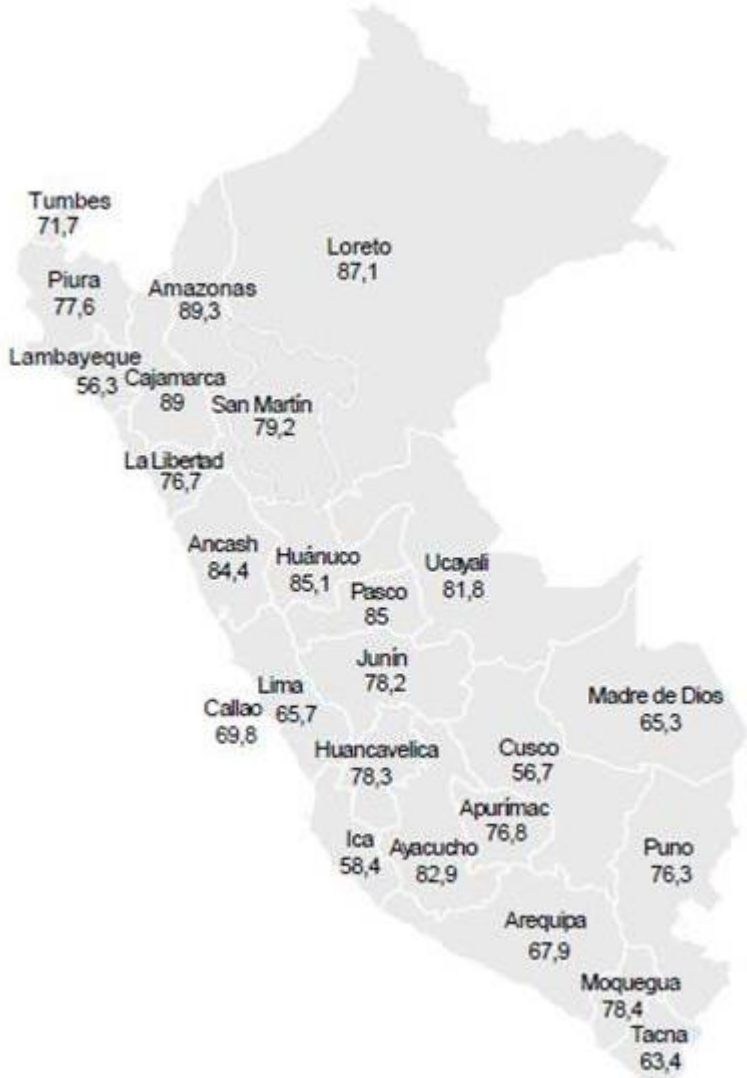 Tumbes
71,7
Loreto
87,1
Piura
77,6
Amazonas
89,3
Lambayeque
56,3
Cajamarca
89
San Martín
79,2
La Libertad
76,7
Ancash
84,4
Huánuco
85,1
Ucayali
81,8
Pasco
85
Junín
78,2
Lima
65,7
Callao
69,8
Madre de Dios
65,3
Huancavelica
78,3
Cusco
56,7
Apurímac
76,8
Ica
58,4
Ayacucho
82,9
Puno
76,3
Arequipa
67,9
Moquegua
78,4
Tacna
63,4